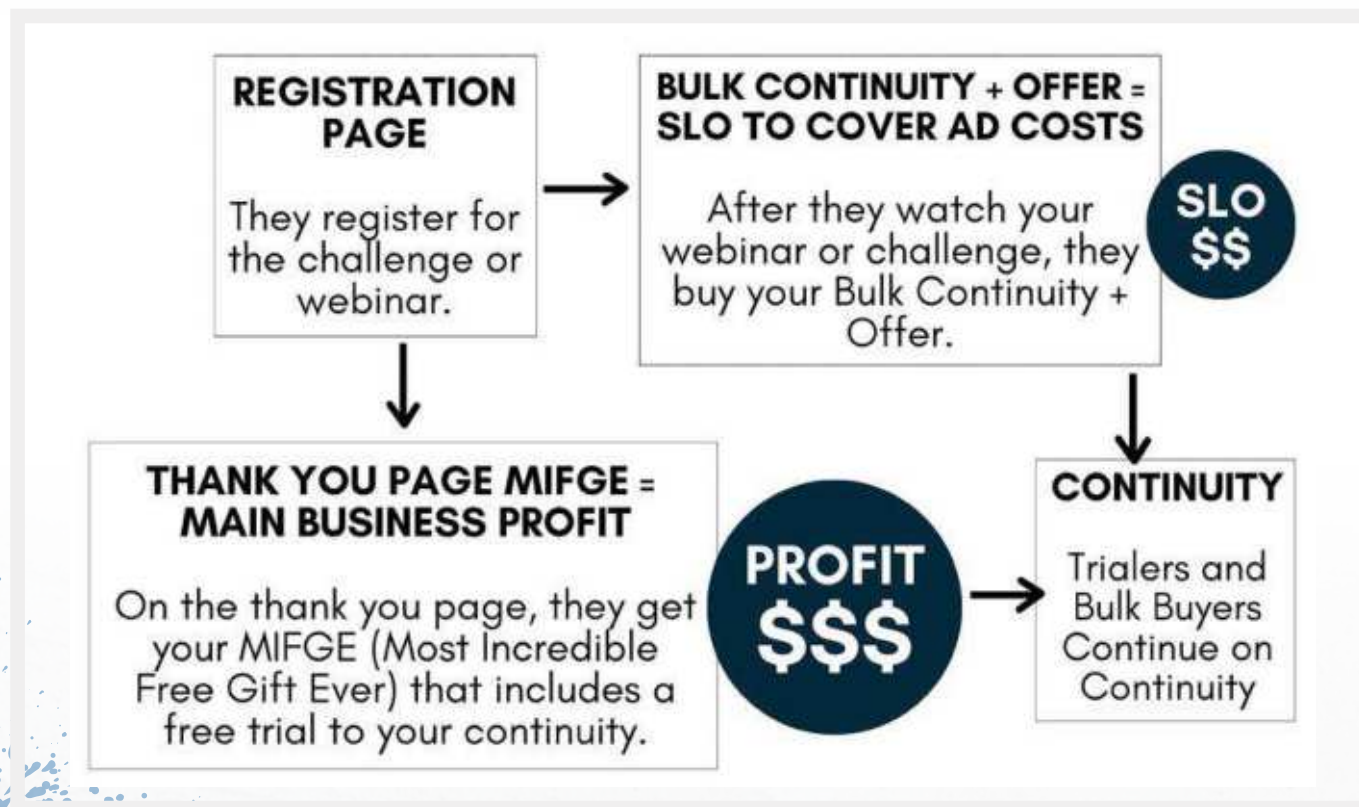 REGISTRATION
PAGE
They register for
the challenge or
webinar.
BULK CONTINUITY + OFFER =
SLO TO COVER AD COSTS
After they watch your
webinar or challenge, they
buy your Bulk Continuity +
Offer.
SLO
$$
THANK YOU PAGE MIFGE =
MAIN BUSINESS PROFIT
On the thank you page, they get
your MIFGE (Most Incredible
Free Gift Ever) that includes a
free trial to your continuity.
PROFIT
$$$
CONTINUITY
Trialers and
Bulk Buyers
Continue on
Continuity